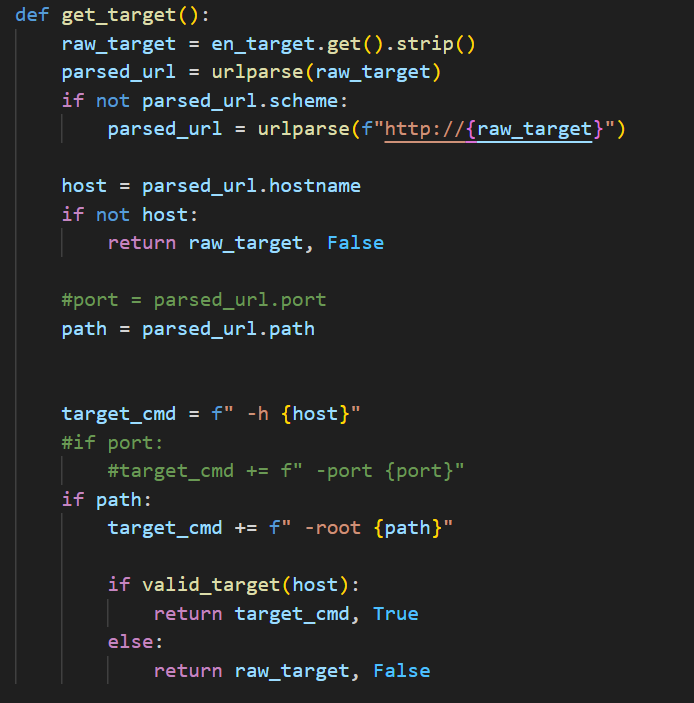 def get_target():
    raw_target = en_target.get().strip()
    parsed_url = urlparse(raw_target)
    if not parsed_url.scheme:
        parsed_url = urlparse(f"http://{raw_target}")

    host = parsed_url.hostname
    if not host:
        return raw_target, False

    #port = parsed_url.port
    path = parsed_url.path


    target_cmd = f" -h {host}"
    #if port:
        #target_cmd += f" -port {port}"
    if path:
        target_cmd += f" -root {path}"

        if valid_target(host):
            return target_cmd, True
        else:
            return raw_target, False